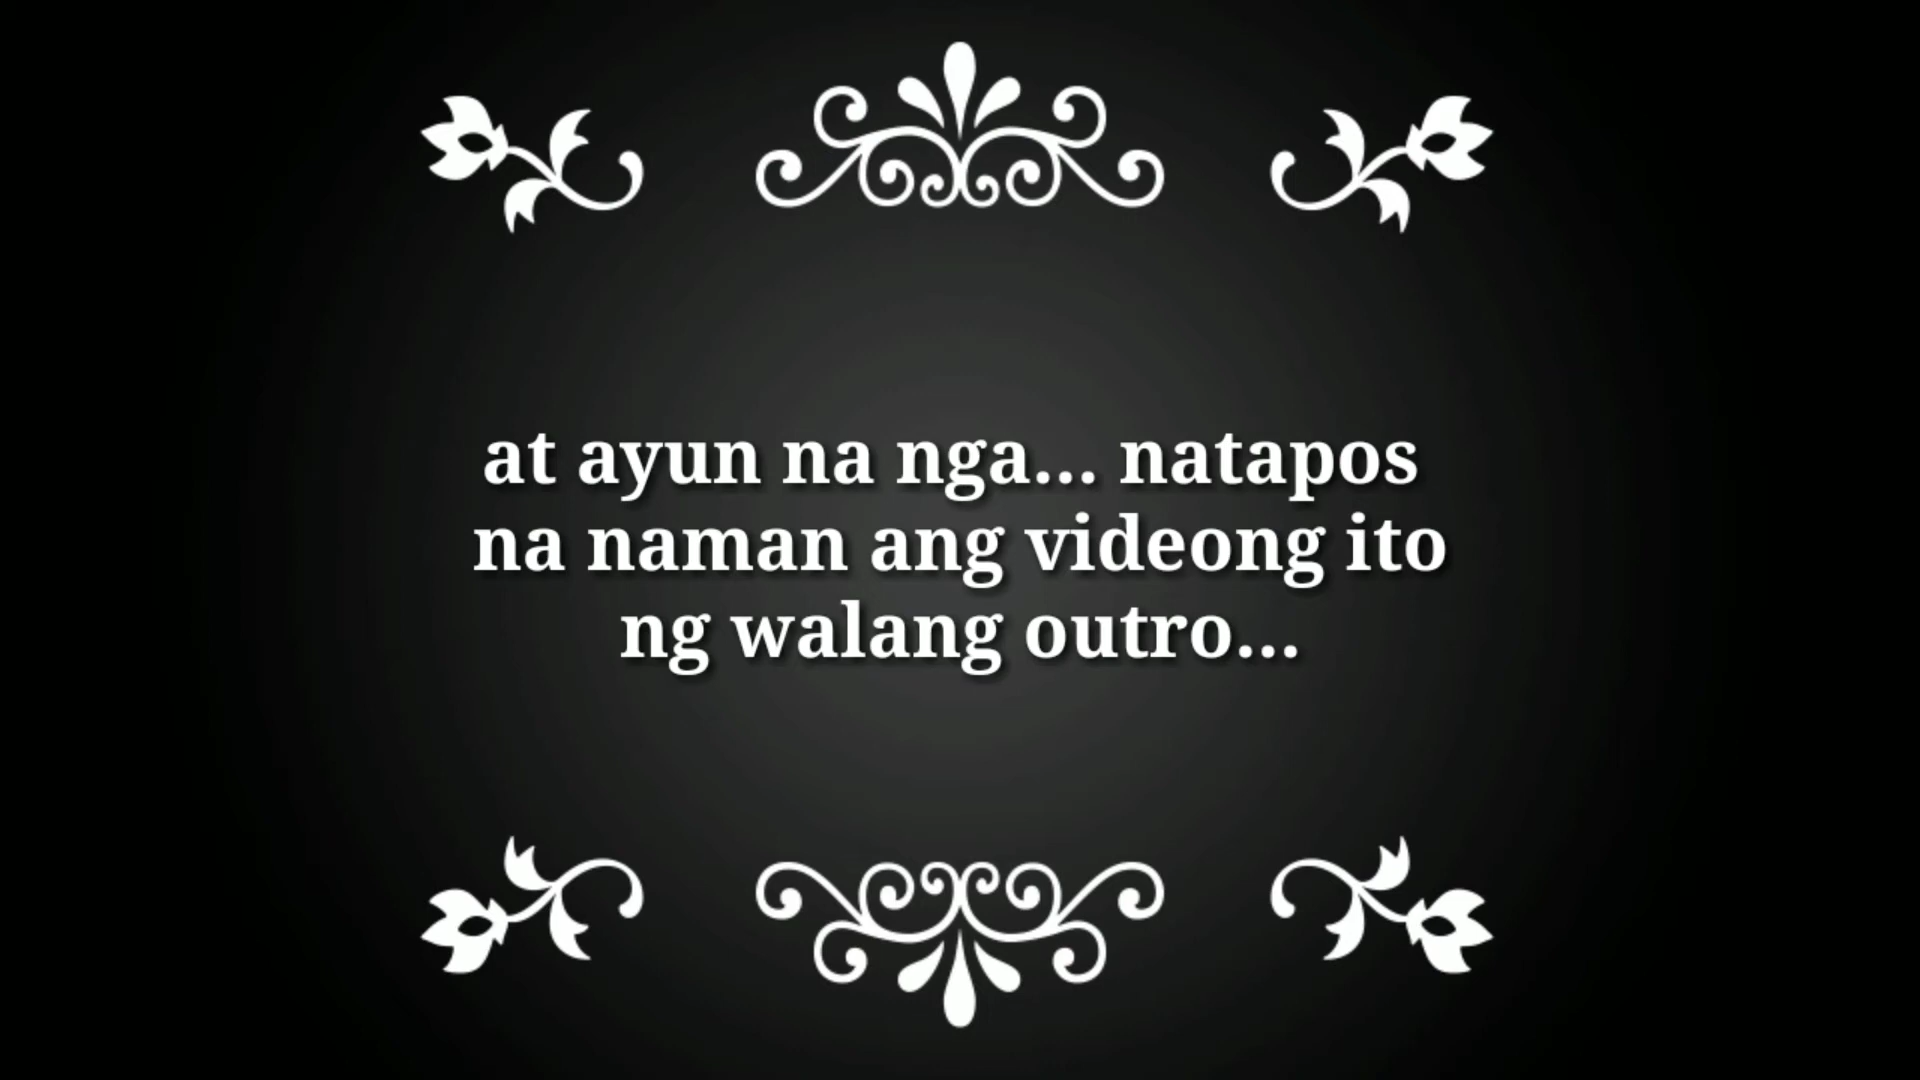 at ayun na nga... natapos
na naman ang videong ito
ng walang outro...